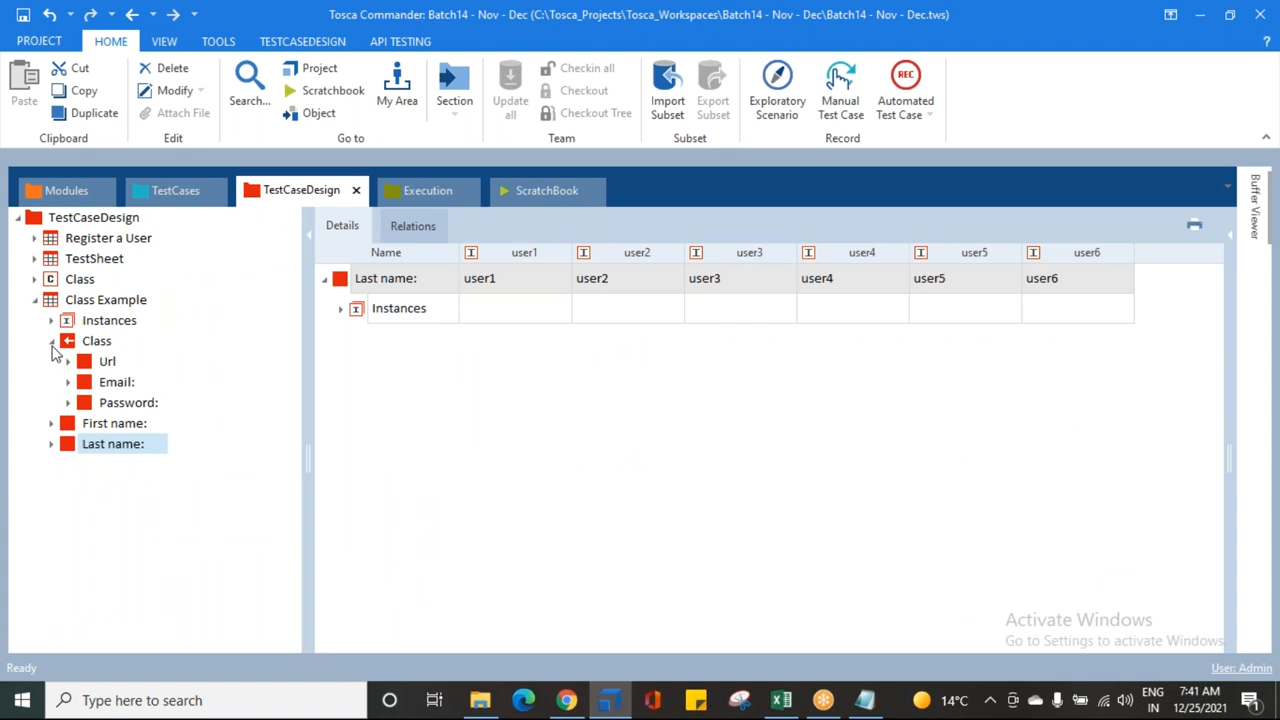 Tosca Commander: Batch14 - Nov - Dec (C:\Tosca_Projects\Tosca_Workspaces\Batch14 - Nov - Dec\Batch14 - Nov - Dec.tws)
PROJECT HOME VIEW TOOLS TESTCASEDESIGN API TESTING ?
Paste Cut Copy Duplicate
Delete Modify Attach File
Search... Project Scratchbook Object My Area Section
Update all Checkin all Checkout Checkout Tree
Import Subset Export Subset
Exploratory Scenario Manual Test Case REC Automated Test Case
Clipboard Edit Go to Team Subset Record
Modules TestCases TestCaseDesign Execution ScratchBook
Buffer Viewer
TestCaseDesign
Register a User
TestSheet
C Class
Class Example
I Instances
Class
Url
Email:
Password:
First name:
Last name:
Details Relations
Name I user1 I user2 I user3 I user4 I user5 I user6
Last name: user1 user2 user3 user4 user5 user6
I Instances
Activate Windows
Go to Settings to activate Windows.
Ready User: Admin
Type here to search 14°C ENG IN 7:41 AM 12/25/2021 1